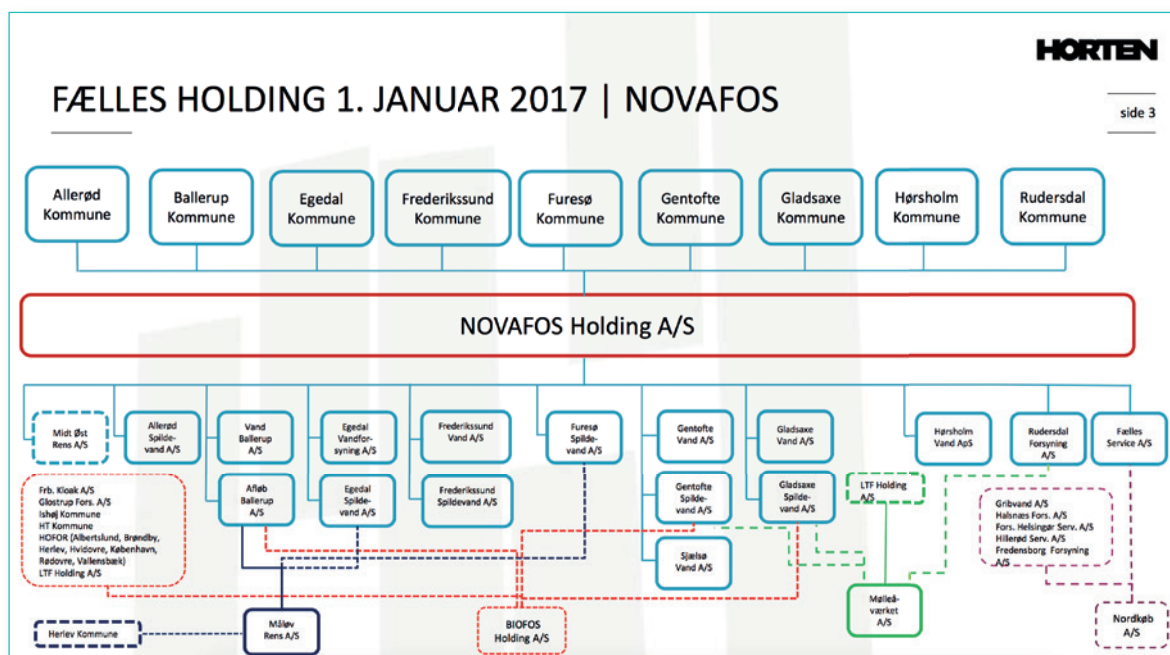 HORTEN
FÆLLES HOLDING 1. JANUAR 2017 | NOVAFOS
side 3
Allerød
Kommune
Ballerup
Kommune
Egedal
Kommune
Frederikssund
Kommune
Furesø
Kommune
Gentofte
Kommune
Gladsaxe
Kommune
Hørsholm
Kommune
Rudersdal
Kommune
NOVAFOS Holding A/S
Midt Øst
Rens A/S
Allerød
Spilde-
vand A/S
Vand
Ballerup
A/S
Egedal
Vandfor-
syning A/S
Frederikssund
Vand A/S
Furesø
Spilde-
vand A/S
Gentofte
Vand A/S
Gladsaxe
Vand A/S
Hørsholm
Vand ApS
Rudersdal
Forsyning
A/S
Fælles
Service A/S
Frb. Kloak A/S
Glostrup Fors. A/S
Ishøj Kommune
HT Kommune
HOFOR (Albertslund, Brøndby,
Herlev, Hvidovre, København,
Rødovre, Vallensbæk)
LTF Holding A/S
Afløb
Ballerup
A/S
Egedal
Spilde-
vand A/S
Frederikssund
Spildevand A/S
Gentofte
Spilde-
vand A/S
Gladsaxe
Spilde-
vand A/S
LTF Holding
A/S
Gribvand A/S
Halsnæs Fors. A/S
Fors. Helsingør Serv. A/S
Hillerød Serv. A/S
Fredensborg Forsyning
A/S
Sjælsø
Vand A/S
Mølleå-
værket
A/S
Herlev Kommune
Måløv
Rens A/S
BIOFOS
Holding A/S
Nordkøb
A/S